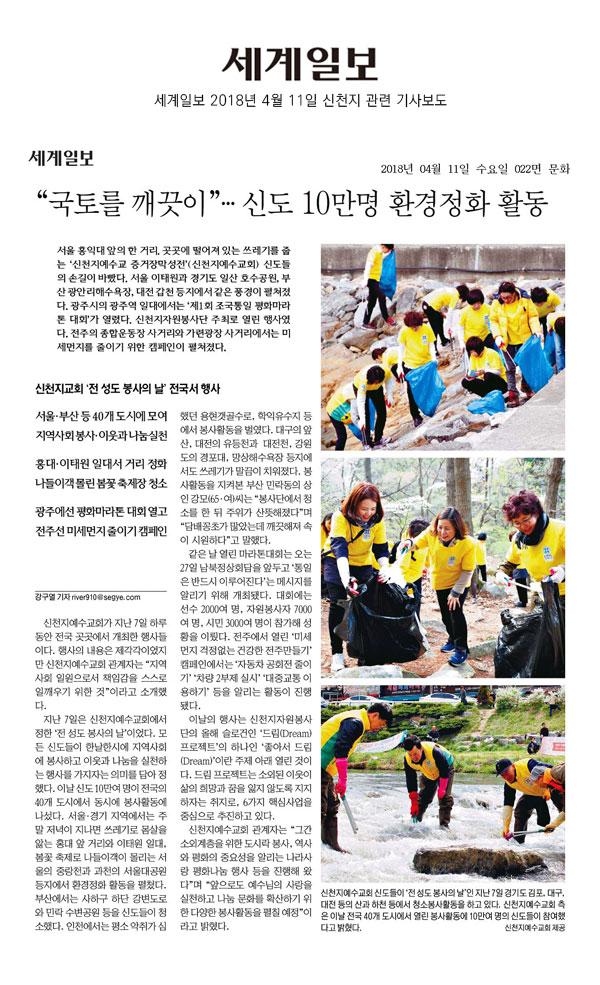 세계일보
세계일보 2018년 4월 11일 신천지 관련 기사보도
세계일보
2018년 04월 11일 수요일 022면 문화
“국토를 깨끗이”… 신도 10만명 환경정화 활동
서울 홍익대 앞의 한 거리, 곳곳에 떨어져 있는 쓰레기를 줍
는 ‘신천지예수교 증거장막성전’(신천지예수교회) 신도들
의 손길이 바빴다. 서울 이태원과 경기도 일산 호수공원, 부
산 광안리해수욕장, 대전 갑천 등지에서 같은 풍경이 펼쳐졌
다. 광주시의 광주역 일대에서는 ‘제1회 조국통일 평화마라
톤 대회’가 열렸다. 신천지자원봉사단 주최로 열린 행사였
다. 전주의 종합운동장 사거리와 가련광장 사거리에서는 미
세먼지를 줄이기 위한 캠페인이 펼쳐졌다.
신천지교회 ‘전 성도 봉사의 날’ 전국서 행사
서울·부산 등 40개 도시에 모여
지역사회 봉사·이웃과 나눔실천
홍대·이태원 일대서 거리 정화
나들이객 몰린 봄꽃 축제장 청소
광주에선 평화마라톤 대회 열고
전주선 미세먼지 줄이기 캠페인
강구열 기자 river910@segye.com
신천지예수교회가 지난 7일 하루
동안 전국 곳곳에서 개최한 행사들
이다. 행사의 내용은 제각각이었지
만 신천지예수교회 관계자는 “지역
사회 일원으로서 책임감을 스스로
일깨우기 위한 것”이라고 소개했
다.
지난 7일은 신천지예수교회에서
정한 ‘전 성도 봉사의 날’이었다. 모
든 신도들이 한날한시에 지역사회
에 봉사하고 이웃과 나눔을 실천하
는 행사를 가지자는 의미를 담아 정
했다. 이날 신도 10만여 명이 전국의
40개 도시에서 동시에 봉사활동에
나섰다. 서울·경기 지역에서는 주
말 저녁이 지나면 쓰레기로 몸살을
앓는 홍대 앞 거리와 이태원 일대,
봄꽃 축제로 나들이객이 몰리는 서
울의 중랑천과 과천의 서울대공원
등지에서 환경정화 활동을 펼쳤다.
부산에서는 사하구 하단 강변도로
와 민락 수변공원 등을 신도들이 청
소했다. 인천에서는 평소 악취가 심
했던 용현갯골수로, 학익유수지 등
에서 봉사활동을 벌였다. 대구의 앞
산, 대전의 유등천과 대전천, 강원
도의 경포대, 망상해수욕장 등지에
서도 쓰레기가 말끔이 치워졌다. 봉
사활동을 지켜본 부산 민락동의 상
인 강모(65·여)씨는 “봉사단에서 청
소를 한 뒤 주위가 산뜻해졌다”며
“담배꽁초가 많았는데 깨끗해져 속
이 시원하다”고 말했다.
같은 날 열린 마라톤대회는 오는
27일 남북정상회담을 앞두고 ‘통일
은 반드시 이루어진다’는 메시지를
알리기 위해 개최됐다. 대회에는
선수 2000여 명, 자원봉사자 7000
여 명, 시민 3000여 명이 참가해 성
황을 이뤘다. 전주에서 열린 ‘미세
먼지 걱정없는 건강한 전주만들기’
캠페인에서는 ‘자동차 공회전 줄이
기’ ‘차량 2부제 실시’ ‘대중교통 이
용하기’ 등을 알리는 활동이 진행
됐다.
이날의 행사는 신천지자원봉사
단의 올해 슬로건인 ‘드림(Dream)
프로젝트’의 하나인 ‘좋아서 드림
(Dream)’이란 주제 아래 열린 것이
다. 드림 프로젝트는 소외된 이웃이
삶의 희망과 꿈을 잃지 않도록 지지
하자는 취지로, 6가지 핵심사업을
중심으로 추진하고 있다.
신천지예수교회 관계자는 “그간
소외계층을 위한 도시락 봉사, 역사
와 평화의 중요성을 알리는 나라사
랑 평화나눔 행사 등을 진행해 왔
다”며 “앞으로도 예수님의 사랑을
실천하고 나눔 문화를 확산하기 위
한 다양한 봉사활동을 펼칠 예정”이
라고 밝혔다.
신천지예수교회 신도들이 ‘전 성도 봉사의 날’인 지난 7일 경기도 김포, 대구,
대전 등의 산과 하천 등에서 청소봉사활동을 하고 있다. 신천지예수교회 측
은 이날 전국 40개 도시에서 열린 봉사활동에 10만여 명의 신도들이 참여했
다고 밝혔다.
신천지예수교회 제공